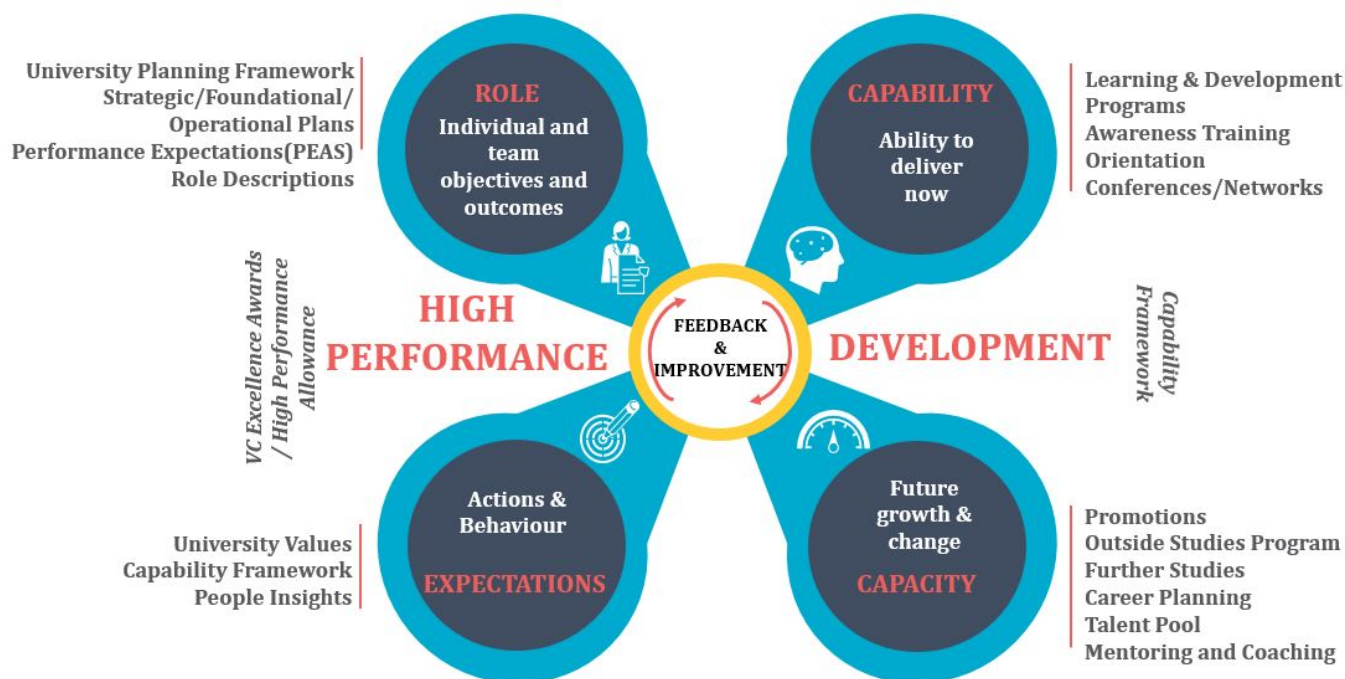 University Planning Framework
Strategic/Foundational/
Operational Plans
Performance Expectations(PEAS)
Role Descriptions
ROLE
Individual and
team
objectives and
outcomes
CAPABILITY
Ability to
deliver
now
Learning & Development
Programs
Awareness Training
Orientation
Conferences/Networks
VC Excellence Awards
/ High Performance
Allowance
HIGH
PERFORMANCE
FEEDBACK
&
IMPROVEMENT
DEVELOPMENT
Capability
Framework
University Values
Capability Framework
People Insights
Actions &
Behaviour
EXPECTATIONS
Future
growth &
change
CAPACITY
Promotions
Outside Studies Program
Further Studies
Career Planning
Talent Pool
Mentoring and Coaching